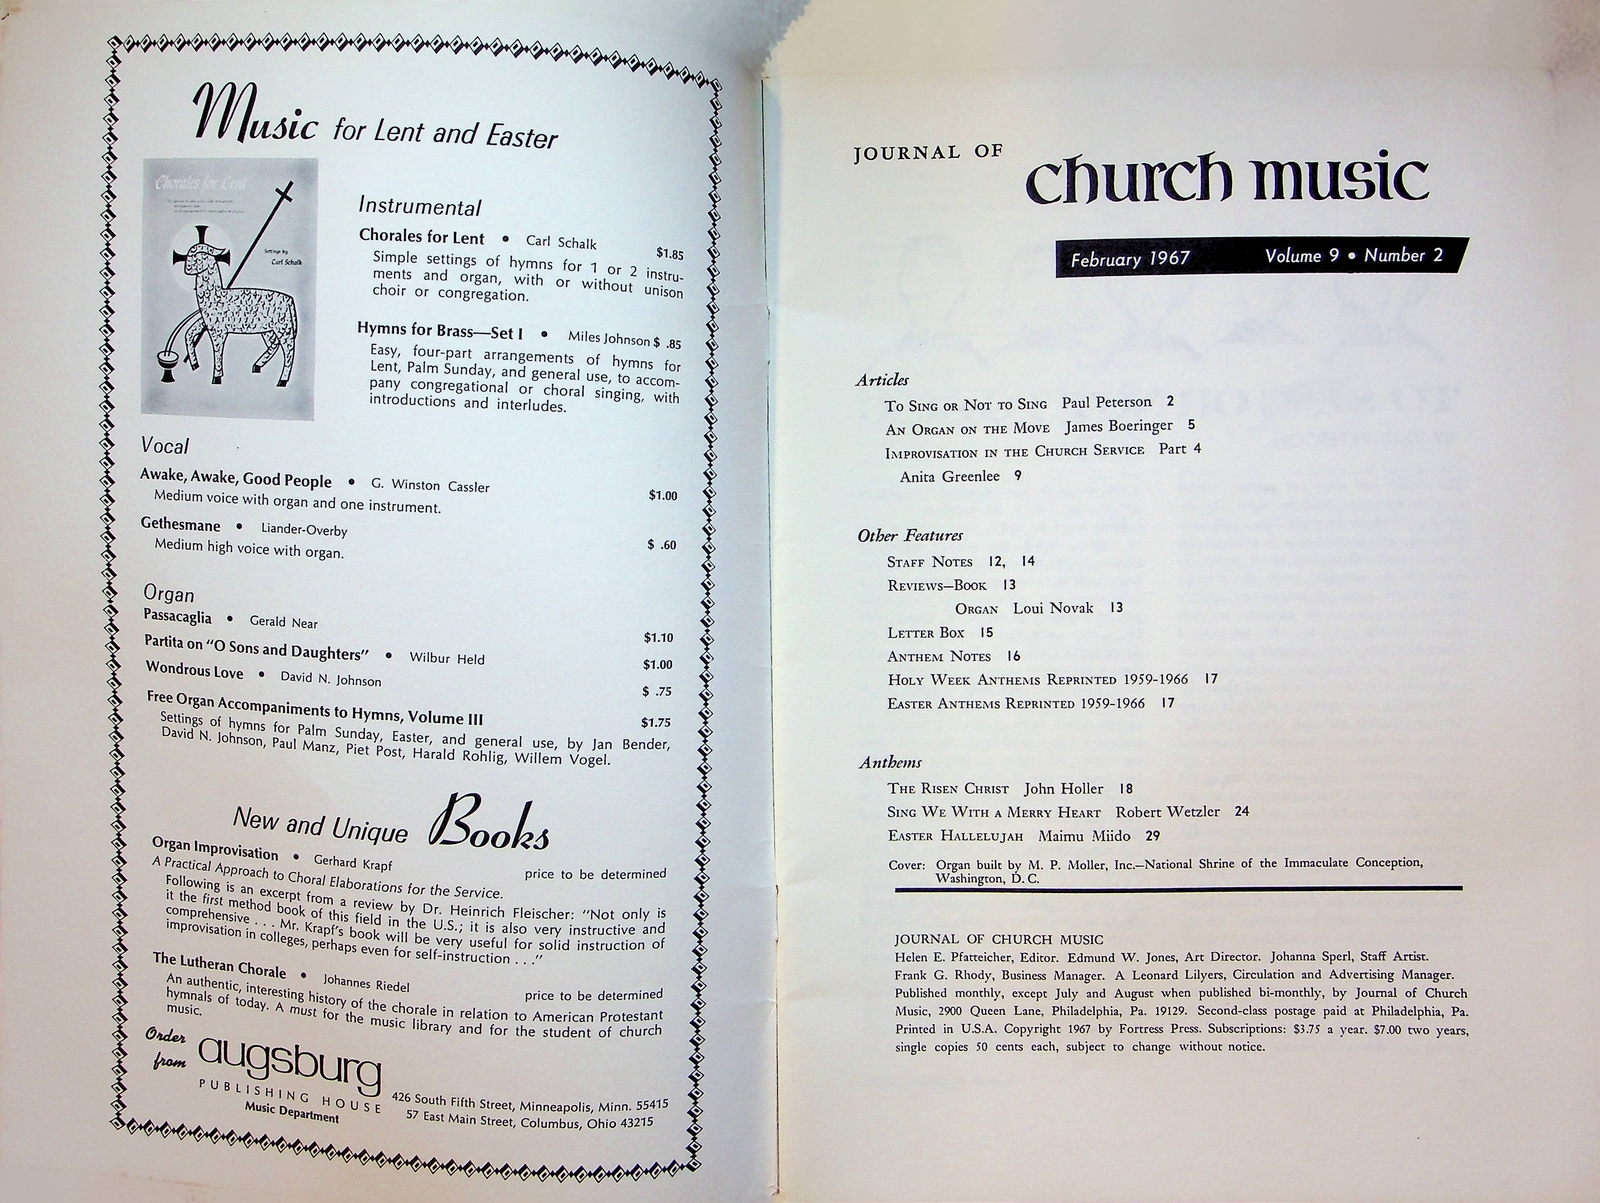 Music for Lent and Easter
Chorales for Lent
Settings by
Carl Schalk
Instrumental
Chorales for Lent • Carl Schalk $1.85
Simple settings of hymns for 1 or 2 instru-
ments and organ, with or without unison
choir or congregation.
Hymns for Brass—Set I • Miles Johnson $ .85
Easy, four-part arrangements of hymns for
Lent, Palm Sunday, and general use, to accom-
pany congregational or choral singing, with
introductions and interludes.
Vocal
Awake, Awake, Good People • G. Winston Cassler $1.00
Medium voice with organ and one instrument.
Gethesmane • Liander-Overby $ .60
Medium high voice with organ.
Organ
Passacaglia • Gerald Near $1.10
Partita on "O Sons and Daughters" • Wilbur Held $1.00
Wondrous Love • David N. Johnson $ .75
Free Organ Accompaniments to Hymns, Volume III $1.75
Settings of hymns for Palm Sunday, Easter, and general use, by Jan Bender,
David N. Johnson, Paul Manz, Piet Post, Harald Rohlig, Willem Vogel.
New and Unique Books
Organ Improvisation • Gerhard Krapf price to be determined
A Practical Approach to Choral Elaborations for the Service.
Following is an excerpt from a review by Dr. Heinrich Fleischer: "Not only is
it the first method book of this field in the U.S.; it is also very instructive and
comprehensive . . . Mr. Krapf's book will be very useful for solid instruction of
improvisation in colleges, perhaps even for self-instruction . . ."
The Lutheran Chorale • Johannes Riedel price to be determined
An authentic, interesting history of the chorale in relation to American Protestant
hymnals of today. A must for the music library and for the student of church
music.
Order
from
augsburg
PUBLISHING HOUSE
Music Department
426 South Fifth Street, Minneapolis, Minn. 55415
57 East Main Street, Columbus, Ohio 43215
JOURNAL OF
church music
February 1967 Volume 9 • Number 2
Articles
To Sing or Not to Sing Paul Peterson 2
An Organ on the Move James Boeringer 5
Improvisation in the Church Service Part 4
Anita Greenlee 9
Other Features
Staff Notes 12, 14
Reviews—Book 13
Organ Loui Novak 13
Letter Box 15
Anthem Notes 16
Holy Week Anthems Reprinted 1959-1966 17
Easter Anthems Reprinted 1959-1966 17
Anthems
The Risen Christ John Holler 18
Sing We With a Merry Heart Robert Wetzler 24
Easter Hallelujah Maimu Miido 29
Cover: Organ built by M. P. Moller, Inc.—National Shrine of the Immaculate Conception,
Washington, D. C.
JOURNAL OF CHURCH MUSIC
Helen E. Pfatteicher, Editor. Edmund W. Jones, Art Director. Johanna Sperl, Staff Artist.
Frank G. Rhody, Business Manager. A Leonard Lilyers, Circulation and Advertising Manager.
Published monthly, except July and August when published bi-monthly, by Journal of Church
Music, 2900 Queen Lane, Philadelphia, Pa. 19129. Second-class postage paid at Philadelphia, Pa.
Printed in U.S.A. Copyright 1967 by Fortress Press. Subscriptions: $3.75 a year. $7.00 two years,
single copies 50 cents each, subject to change without notice.